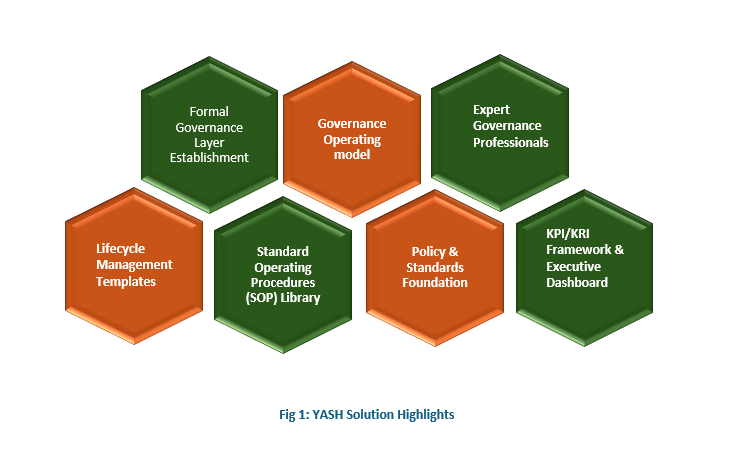 Formal
Governance
Layer
Establishment
Governance
Operating
model
Expert
Governance
Professionals
Lifecycle
Management
Templates
Standard
Operating
Procedures
(SOP) Library
Policy &
Standards
Foundation
KPI/KRI
Framework &
Executive
Dashboard
Fig 1: YASH Solution Highlights